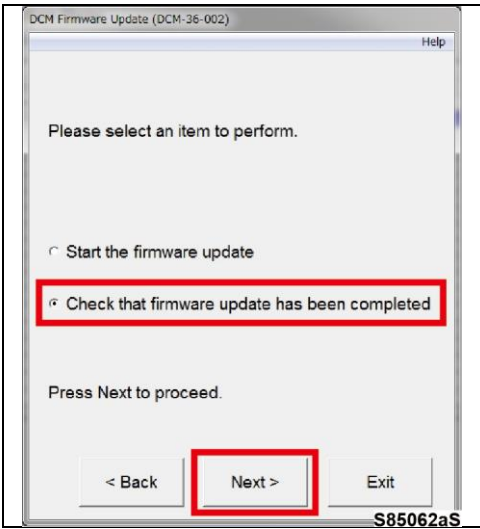 DCM Firmware Update (DCM-36-002)
Help
Please select an item to perform.
Start the firmware update
Check that firmware update has been completed
Press Next to proceed.
< Back
Next >
Exit
S85062aS